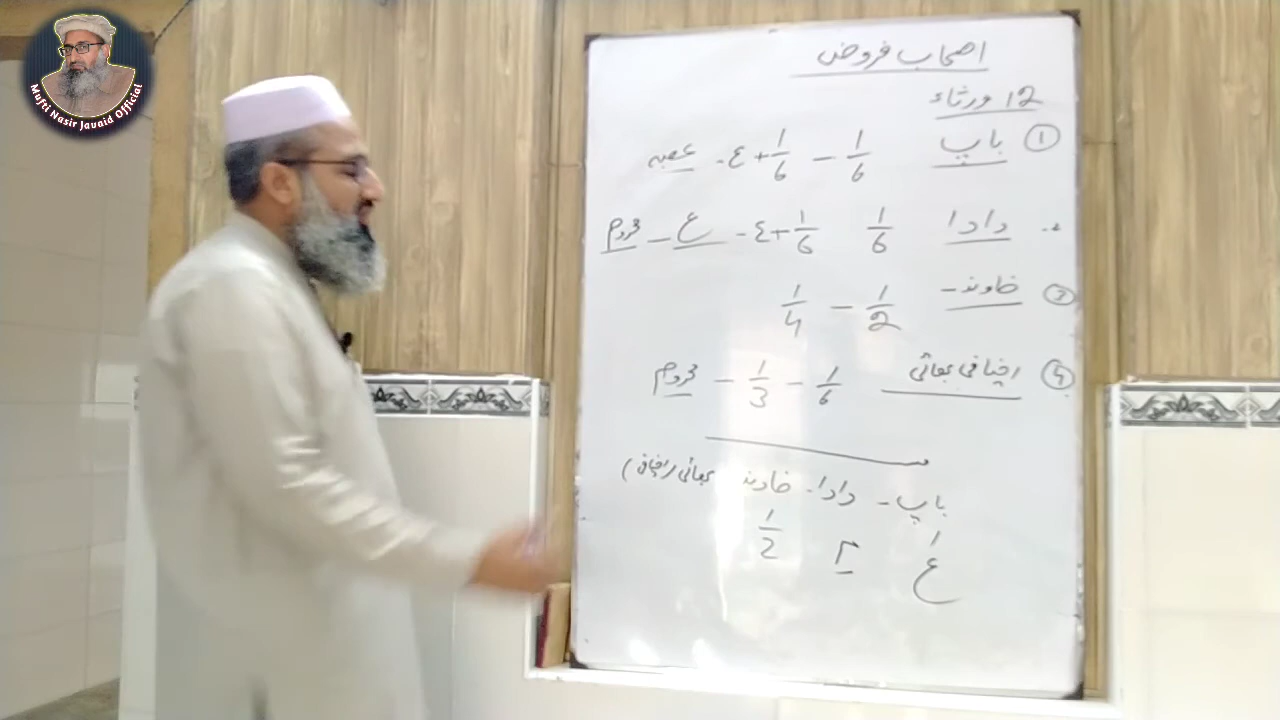 Mufti Nasir Javaid Official
اصحاب فروض
12 ورثاء
① باپ 1/6 – 1/6 + ع - عصبہ
دادا 1/6 1/6 + ع - ع – محروم
③ خاوند – 1/2 – 1/4
④ اخیافی بھائی 1/6 – 1/3 – محروم
باپ - دادا - خاوند بھائی (اخیافی)
ع م 1/2